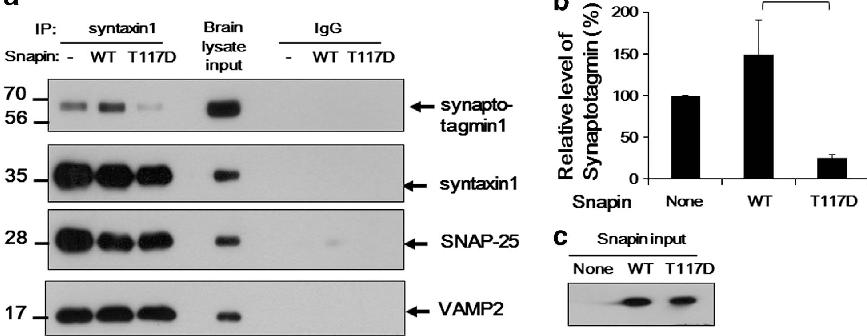 a
IP:
syntaxin1
Brain
lysate
input
IgG
Snapin:
- WT T117D
- WT T117D
70
56
synapto-
tagmin1
35
syntaxin1
28
SNAP-25
17
VAMP2
b
Relative level of
Synaptotagmin (%)
200
150
100
50
0
Snapin
None WT T117D
c
Snapin input
None WT T117D